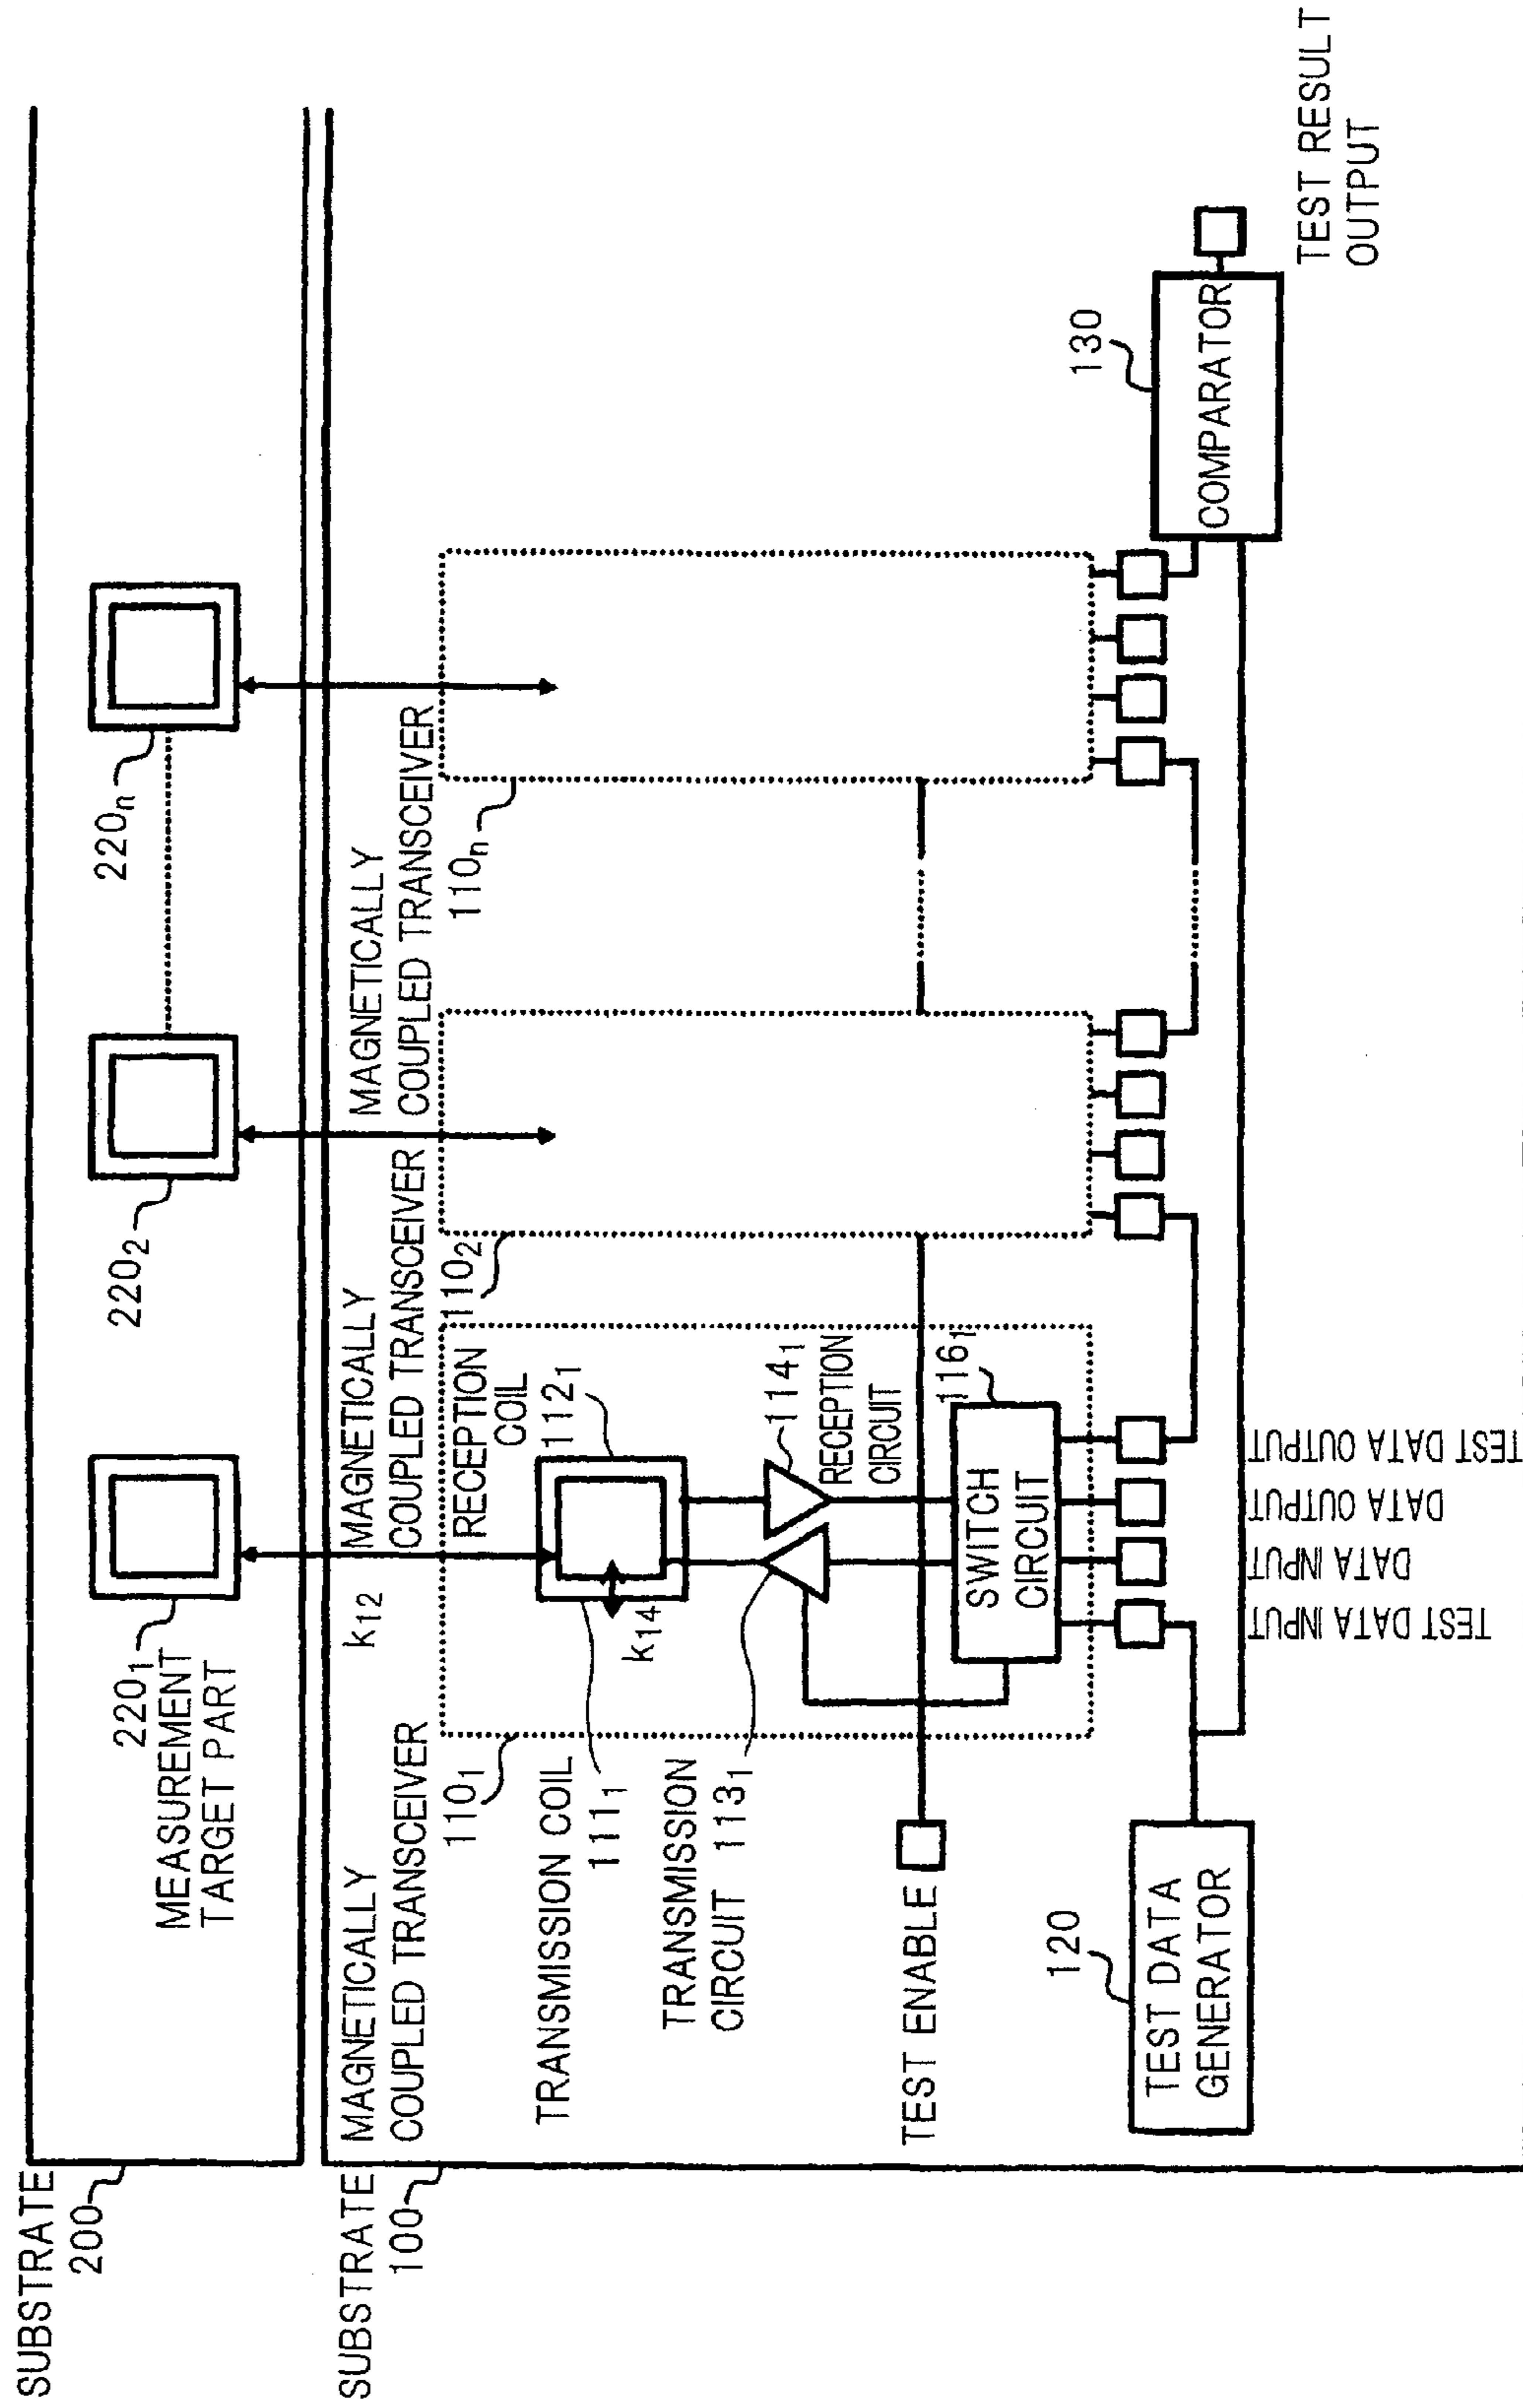 SUBSTRATE
200
220₁
MEASUREMENT
TARGET PART
220₂
220ₙ
SUBSTRATE
100
MAGNETICALLY
COUPLED TRANSCEIVER
110₁
k₁₂
MAGNETICALLY
COUPLED TRANSCEIVER
110₂
MAGNETICALLY
COUPLED TRANSCEIVER
110ₙ
RECEPTION
COIL
112₁
TRANSMISSION COIL
111₁
k₁₄
TRANSMISSION
CIRCUIT 113₁
114₁
RECEPTION
CIRCUIT
TEST ENABLE
116₁
SWITCH
CIRCUIT
120
TEST DATA
GENERATOR
130
COMPARATOR
TEST DATA INPUT
DATA INPUT
DATA OUTPUT
TEST DATA OUTPUT
TEST RESULT
OUTPUT